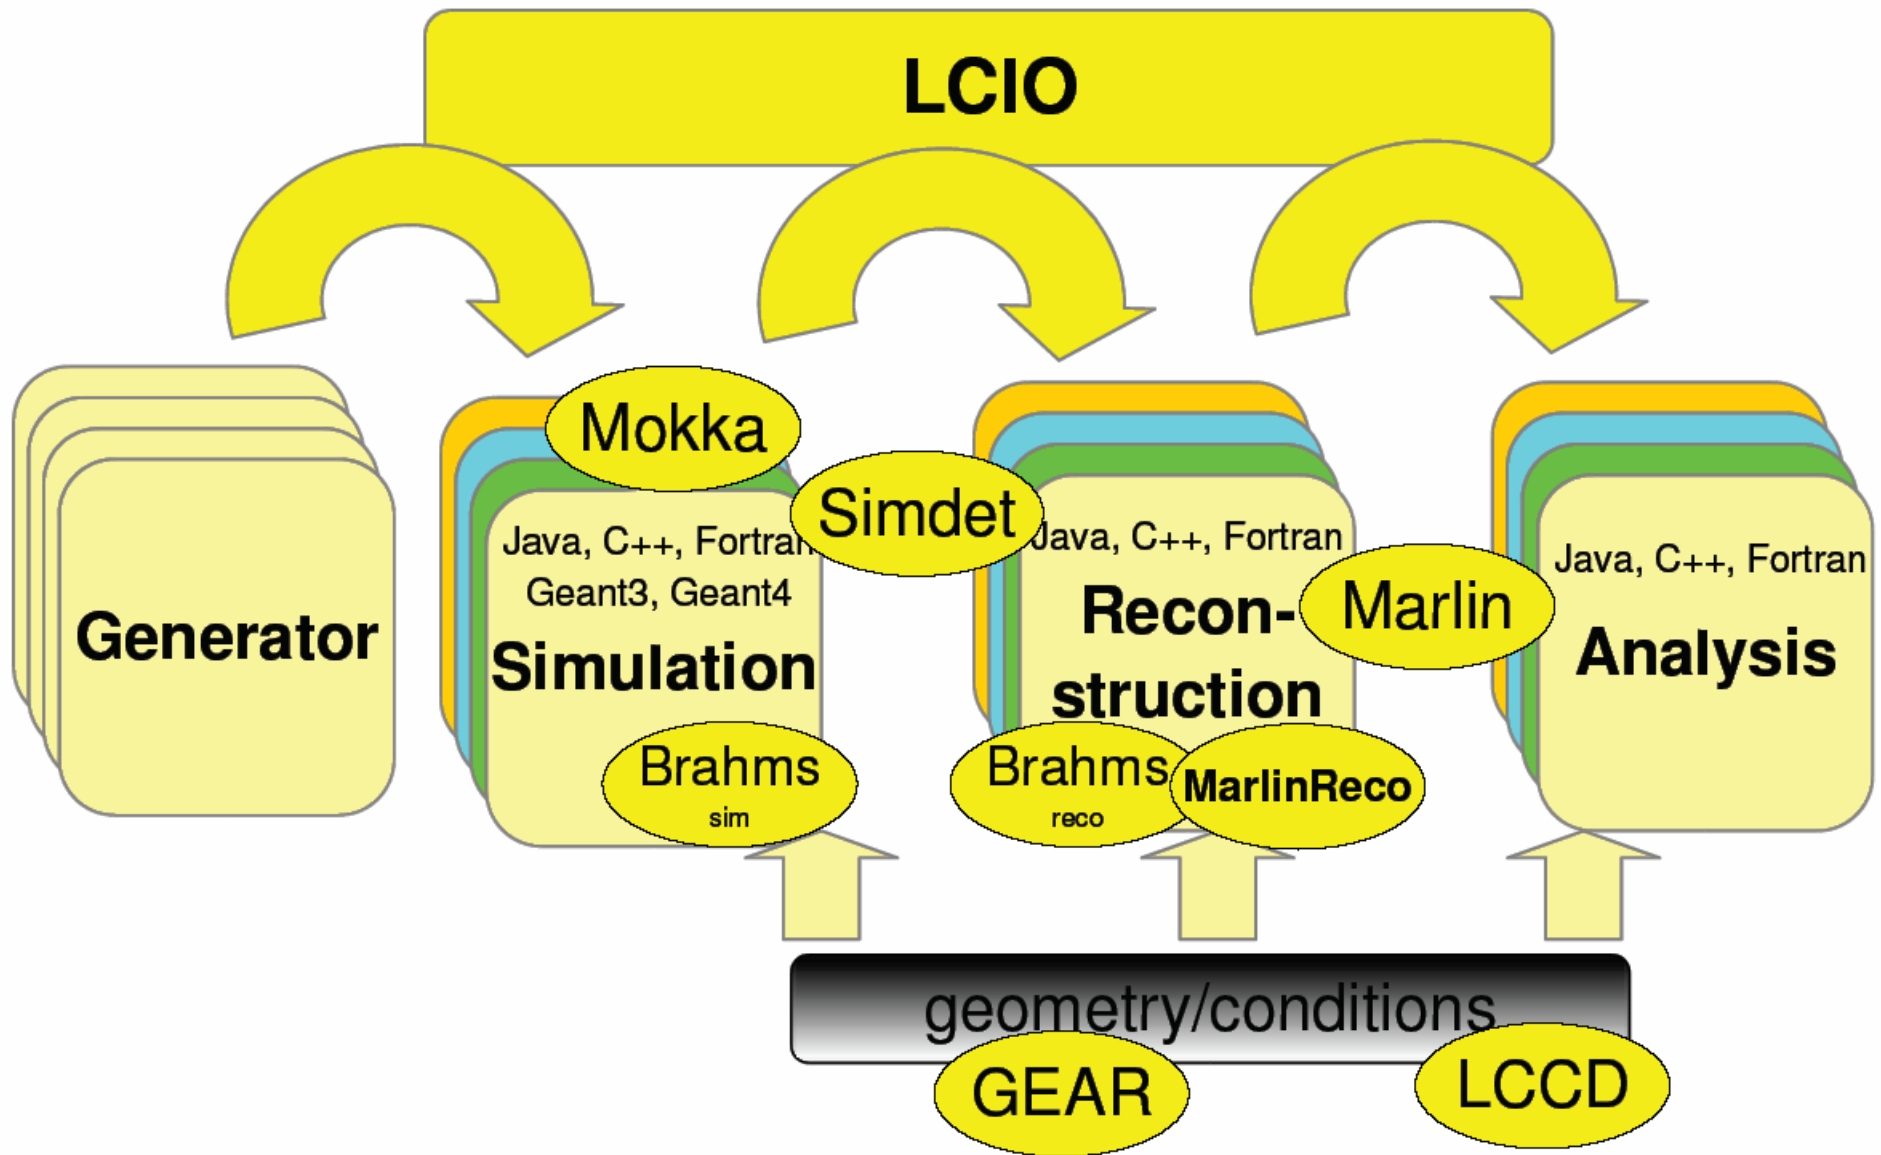 LCIO
Generator
Mokka
Java, C++, Fortran
Geant3, Geant4
Simulation
Brahms
sim
Simdet
Java, C++, Fortran
Recon-
struction
Brahms
reco
MarlinReco
Marlin
Java, C++, Fortran
Analysis
geometry/conditions
GEAR
LCCD